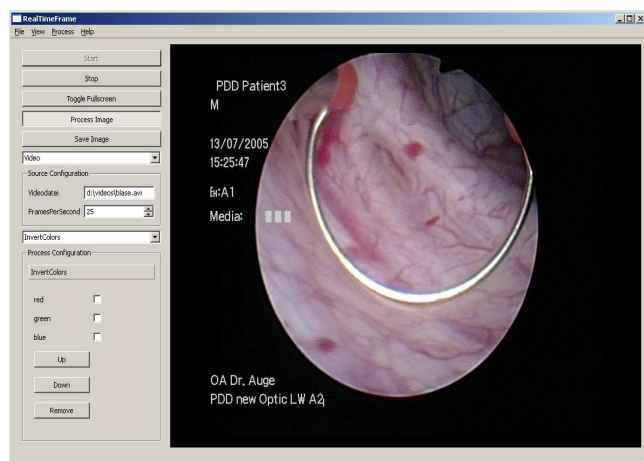 RealTimeFrame
File View Process Help
Start
Stop
Toggle Fullscreen
Process Image
Save Image
Video
Source Configuration
Videodatei d:\videos\blase.avi
FramesPerSecond 25
InvertColors
Process Configuration
InvertColors
red
green
blue
Up
Down
Remove
PDD Patient3
M
13/07/2005
15:25:47
:A1
Media:
OA Dr. Auge
PDD new Optic LW A2